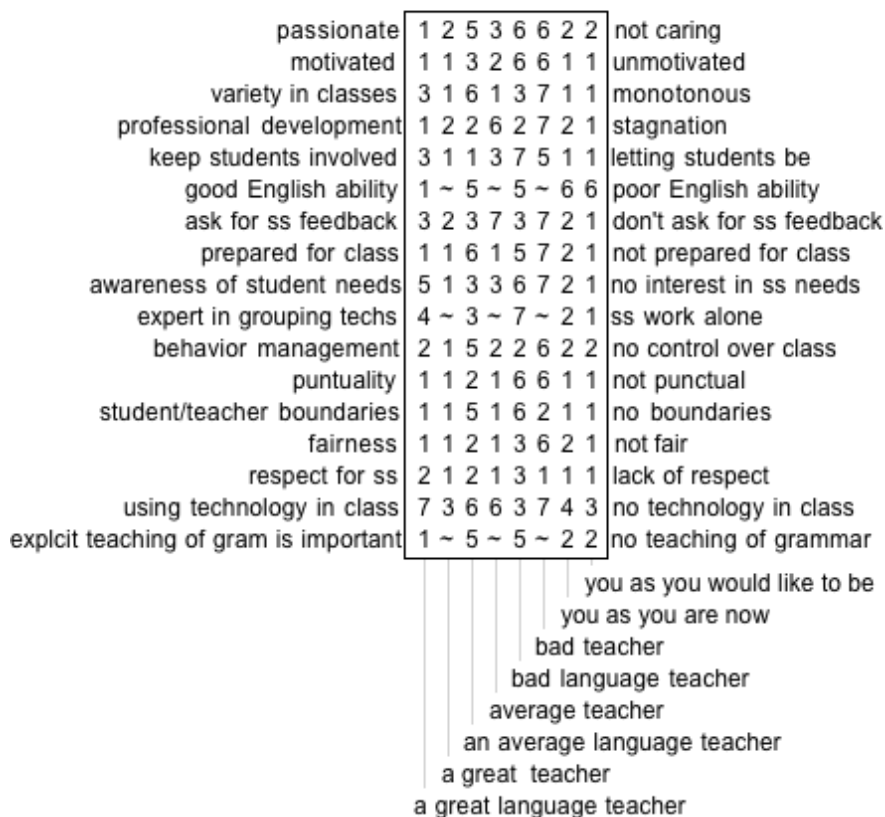 passionate 1 2 5 3 6 6 2 2 not caring
motivated 1 1 3 2 6 6 1 1 unmotivated
variety in classes 3 1 6 1 3 7 1 1 monotonous
professional development 1 2 2 6 2 7 2 1 stagnation
keep students involved 3 1 1 3 7 5 1 1 letting students be
good English ability 1 ~ 5 ~ 5 ~ 6 6 poor English ability
ask for ss feedback 3 2 3 7 3 7 2 1 don't ask for ss feedback
prepared for class 1 1 6 1 5 7 2 1 not prepared for class
awareness of student needs 5 1 3 3 6 7 2 1 no interest in ss needs
expert in grouping techs 4 ~ 3 ~ 7 ~ 2 1 ss work alone
behavior management 2 1 5 2 2 6 2 2 no control over class
puntuality 1 1 2 1 6 6 1 1 not punctual
student/teacher boundaries 1 1 5 1 6 2 1 1 no boundaries
fairness 1 1 2 1 3 6 2 1 not fair
respect for ss 2 1 2 1 3 1 1 1 lack of respect
using technology in class 7 3 6 6 3 7 4 3 no technology in class
explcit teaching of gram is important 1 ~ 5 ~ 5 ~ 2 2 no teaching of grammar
you as you would like to be
you as you are now
bad teacher
bad language teacher
average teacher
an average language teacher
a great teacher
a great language teacher